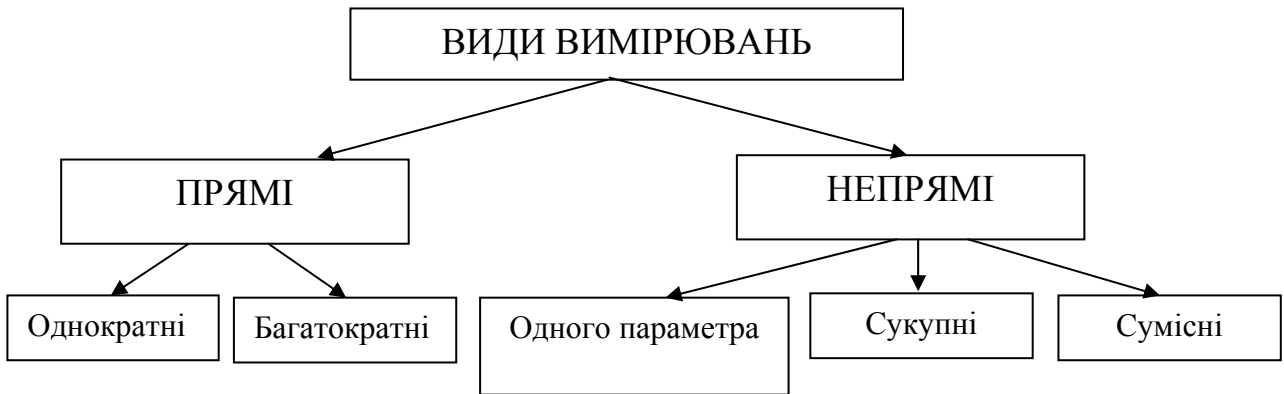 ВИДИ ВИМІРЮВАНЬ
ПРЯМІ
НЕПРЯМІ
Однократні
Багатократні
Одного параметра
Сукупні
Сумісні